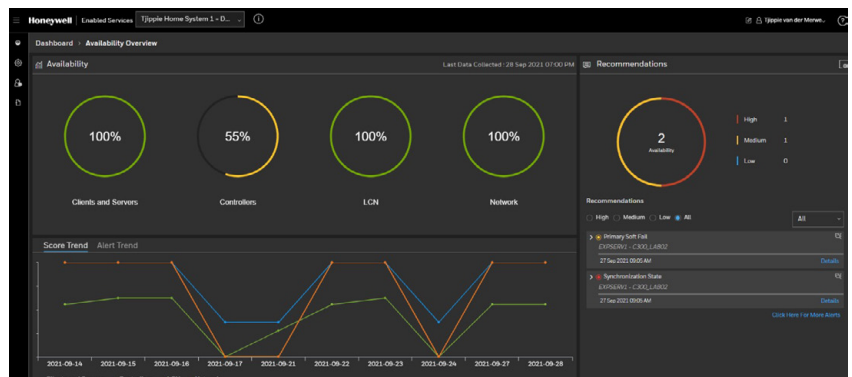 Honeywell Enabled Services Tjippie Home System 1 - D... Tjippie van der Merwe..
Dashboard > Availability Overview
Availability Last Data Collected : 28 Sep 2021 07:00 PM
100% 55% 100% 100%
Clients and Servers Controllers LCN Network
Score Trend Alert Trend
2021-09-14 2021-09-15 2021-09-16 2021-09-17 2021-09-21 2021-09-22 2021-09-23 2021-09-24 2021-09-27 2021-09-28
Recommendations
2
Availability
High 1
Medium 1
Low 0
Recommendations
High Medium Low All All
Primary Soft Fail
EXPSERV1 - C300_LAB02
27 Sep 2021 09:05 AM Details
Synchronization State
EXPSERV1 - C300_LAB02
27 Sep 2021 09:05 AM Details
Click Here For More Alerts